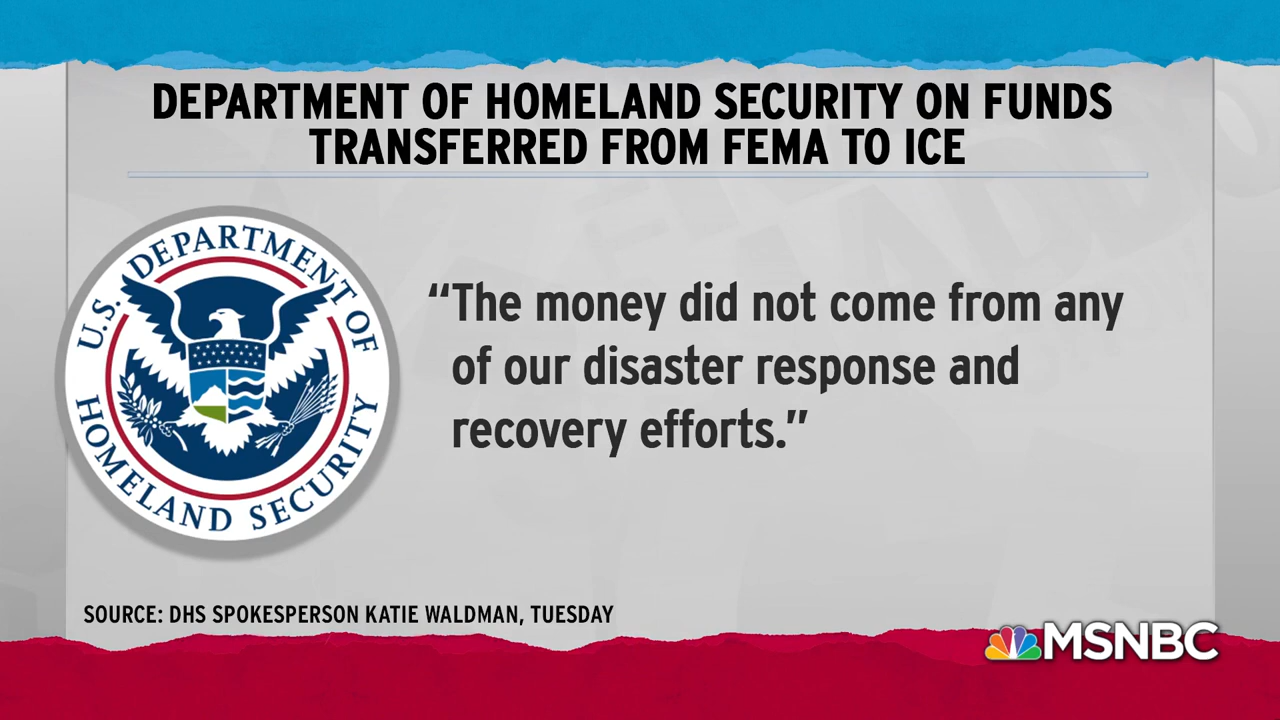 DEPARTMENT OF HOMELAND SECURITY ON FUNDS
TRANSFERRED FROM FEMA TO ICE
U.S. DEPARTMENT OF
HOMELAND SECURITY
“The money did not come from any
of our disaster response and
recovery efforts.”
SOURCE: DHS SPOKESPERSON KATIE WALDMAN, TUESDAY
MSNBC